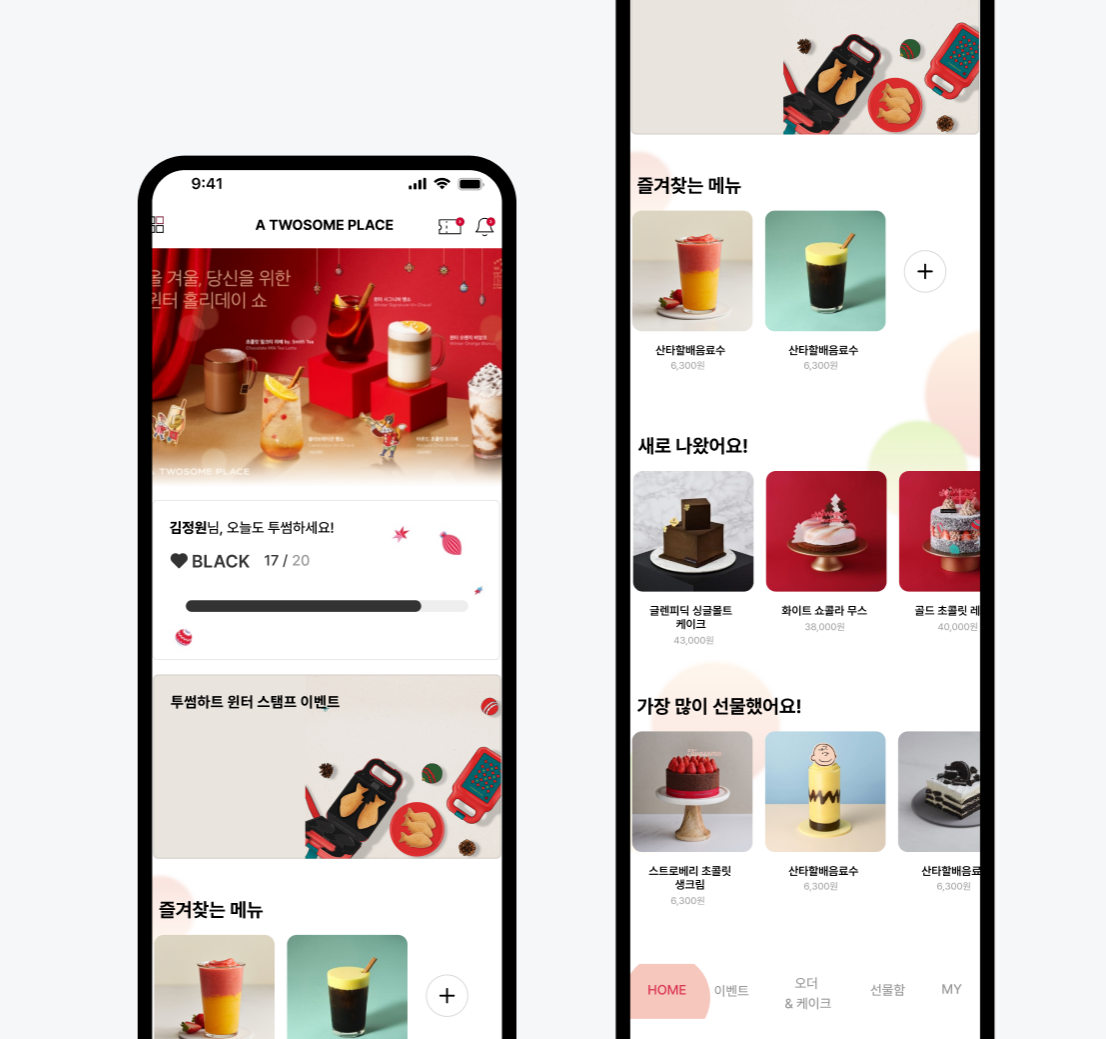 9:41
A TWOSOME PLACE
울 겨울, 당신을 위한
윈터 홀리데이 쇼
TWOSOME PLACE
김정원님, 오늘도 투썸하세요!
BLACK 17 / 20
투썸하트 윈터 스탬프 이벤트
즐겨찾는 메뉴
즐겨찾는 메뉴
산타할배음료수
6,300원
산타할배음료수
6,300원
새로 나왔어요!
글렌피딕 싱글몰트
케이크
43,000원
화이트 쇼콜라 무스
38,000원
골드 초콜릿 레
40,000원
가장 많이 선물했어요!
스트로베리 초콜릿
생크림
6,300원
산타할배음료수
6,300원
산타할배음료
6,300원
HOME
이벤트
오더
& 케이크
선물함
MY